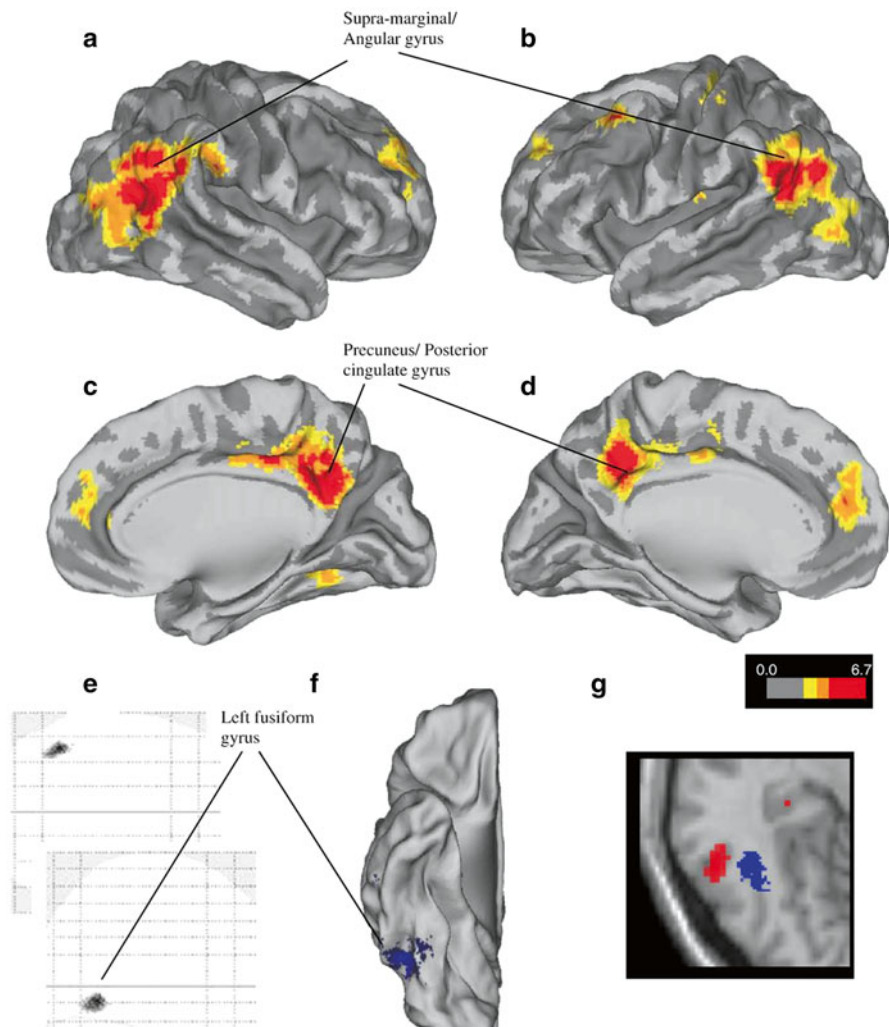 a
Supra-marginal/
Angular gyrus
b
c
Precuneus/ Posterior
cingulate gyrus
d
0.0 6.7
e
Left fusiform
gyrus
f
g